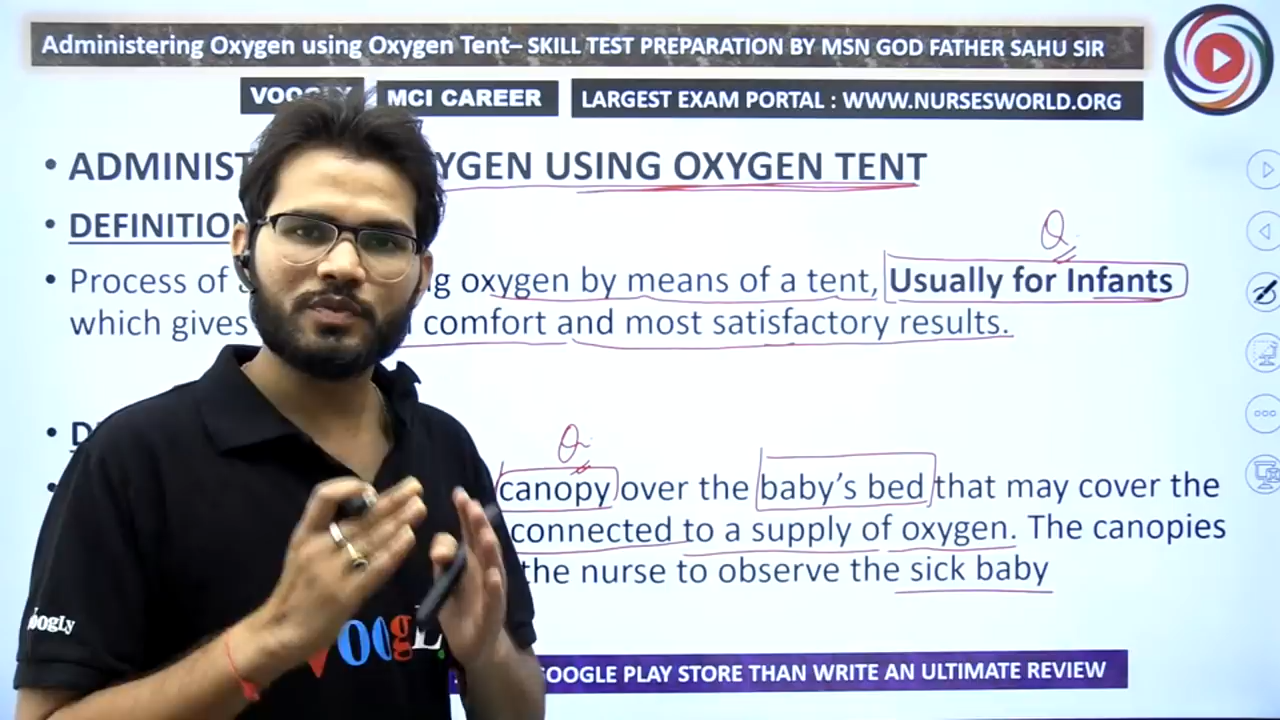 Administering Oxygen using Oxygen Tent– SKILL TEST PREPARATION BY MSN GOD FATHER SAHU SIR
VOOGLY MCI CAREER LARGEST EXAM PORTAL : WWW.NURSESWORLD.ORG
• ADMINIST YGEN USING OXYGEN TENT
• DEFINITION
Q
• Process of g oxygen by means of a tent, Usually for Infants
which gives comfort and most satisfactory results.
• D
Q
canopy over the baby's bed that may cover the
connected to a supply of oxygen. The canopies
the nurse to observe the sick baby
VOOgLy
VOOgL
GOOGLE PLAY STORE THAN WRITE AN ULTIMATE REVIEW